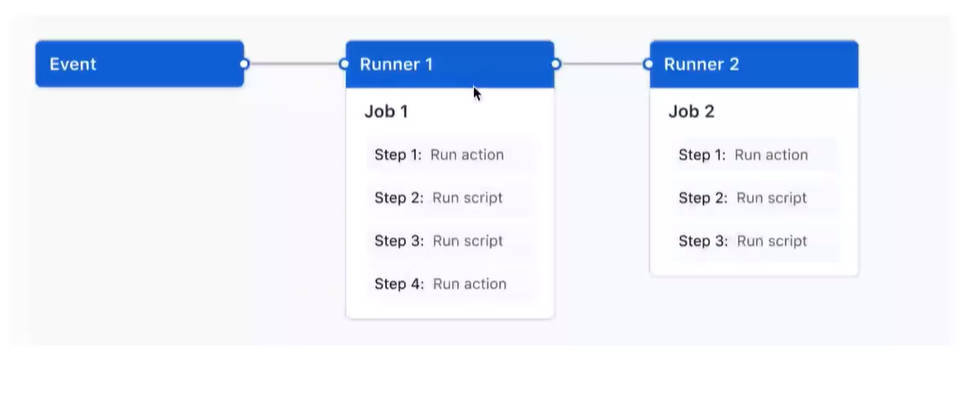 Event
Runner 1
Job 1
Step 1: Run action
Step 2: Run script
Step 3: Run script
Step 4: Run action
Runner 2
Job 2
Step 1: Run action
Step 2: Run script
Step 3: Run script